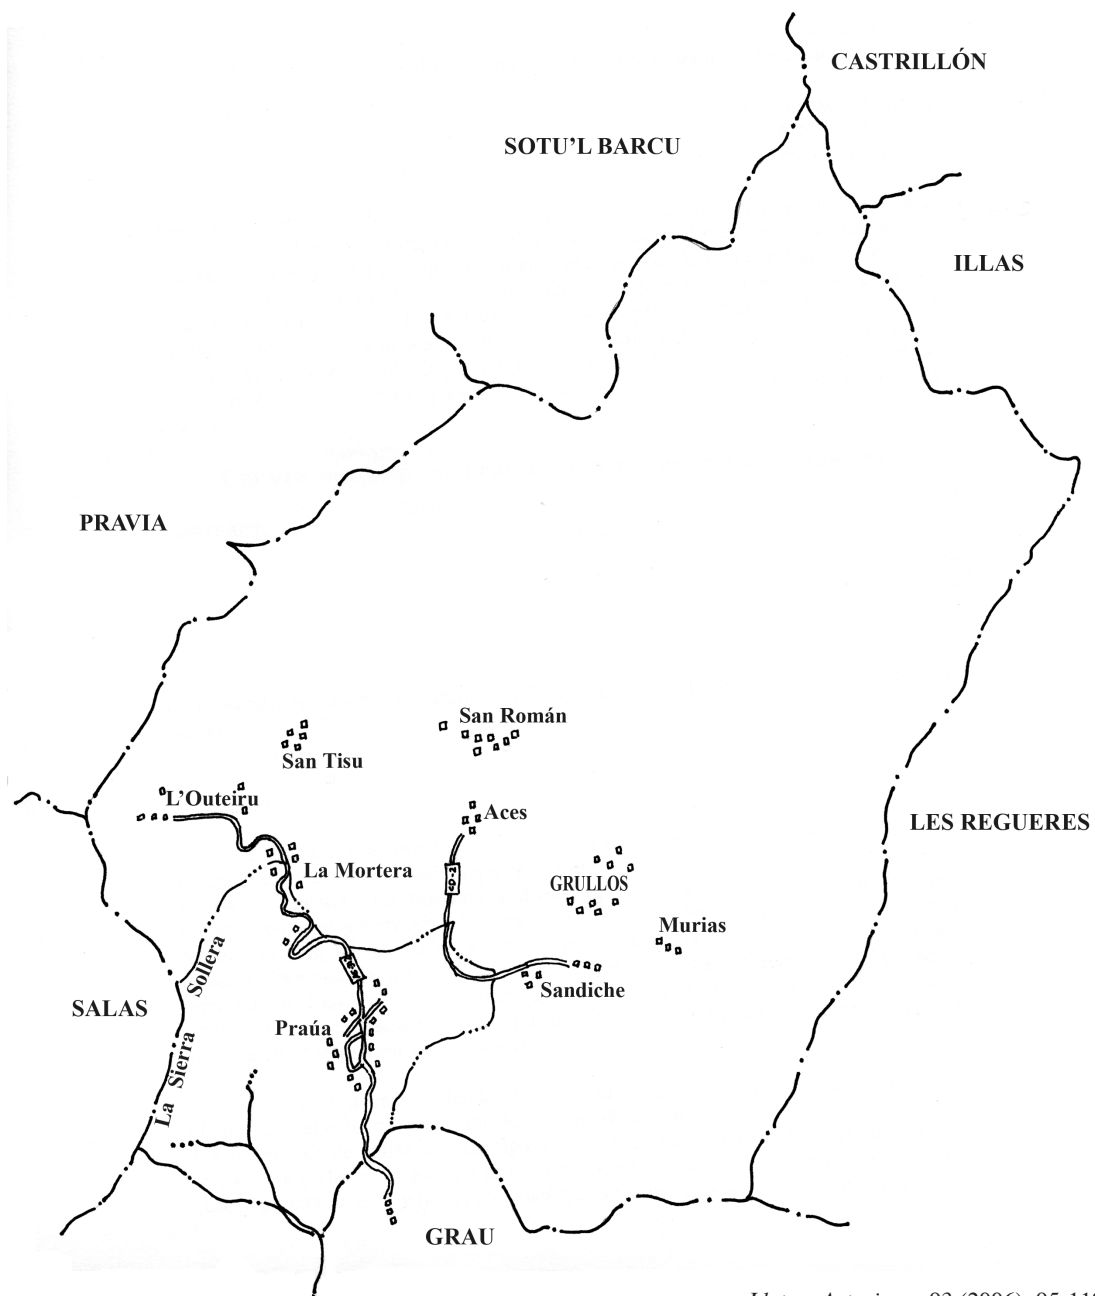 CASTRILLÓN
SOTU’L BARCU
ILLAS
PRAVIA
San Román
San Tisu
L’Outeiru
Aces
LES REGUERES
La Mortera
GRULLOS
Murias
Sollera
Sandiche
SALAS
Praúa
La Sierra
GRAU